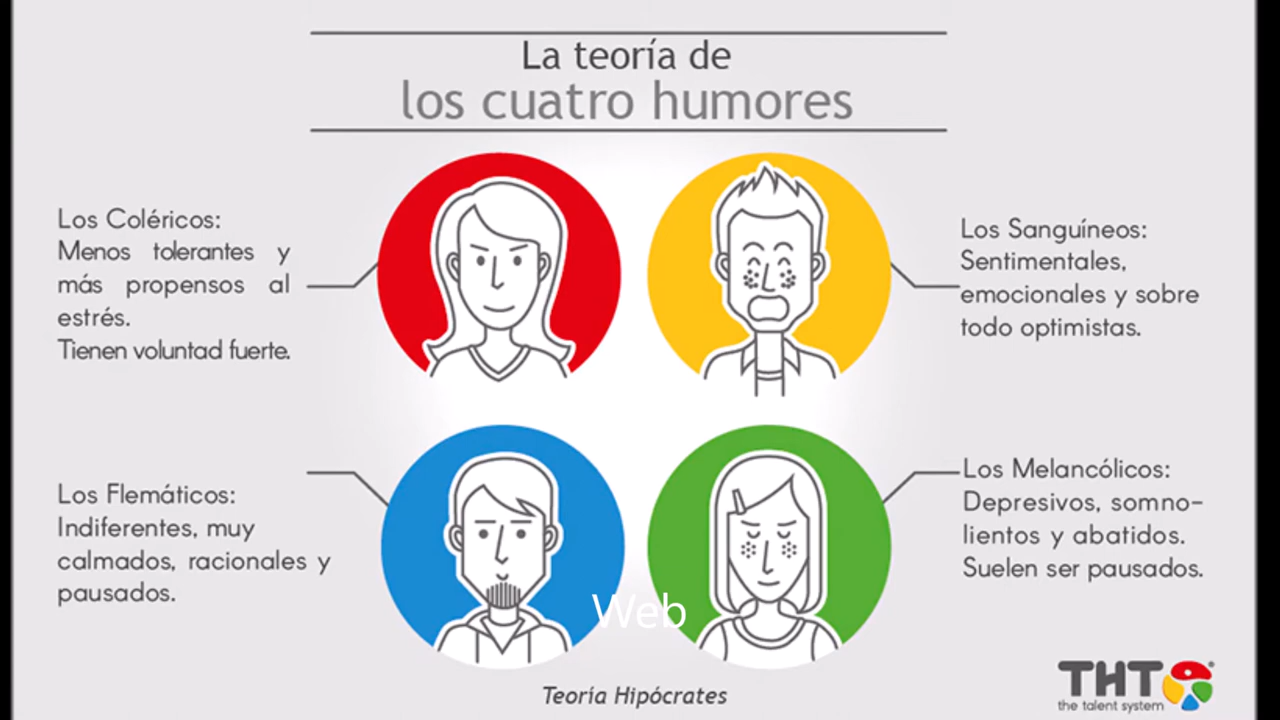 La teoría de
los cuatro humores
Los Coléricos:
Menos tolerantes y
más propensos al
estrés.
Tienen voluntad fuerte.
Los Sanguíneos:
Sentimentales,
emocionales y sobre
todo optimistas.
Los Flemáticos:
Indiferentes, muy
calmados, racionales y
pausados.
Los Melancólicos:
Depresivos, somno-
lientos y abatidos.
Suelen ser pausados.
Web
Teoría Hipócrates
THT
the talent system